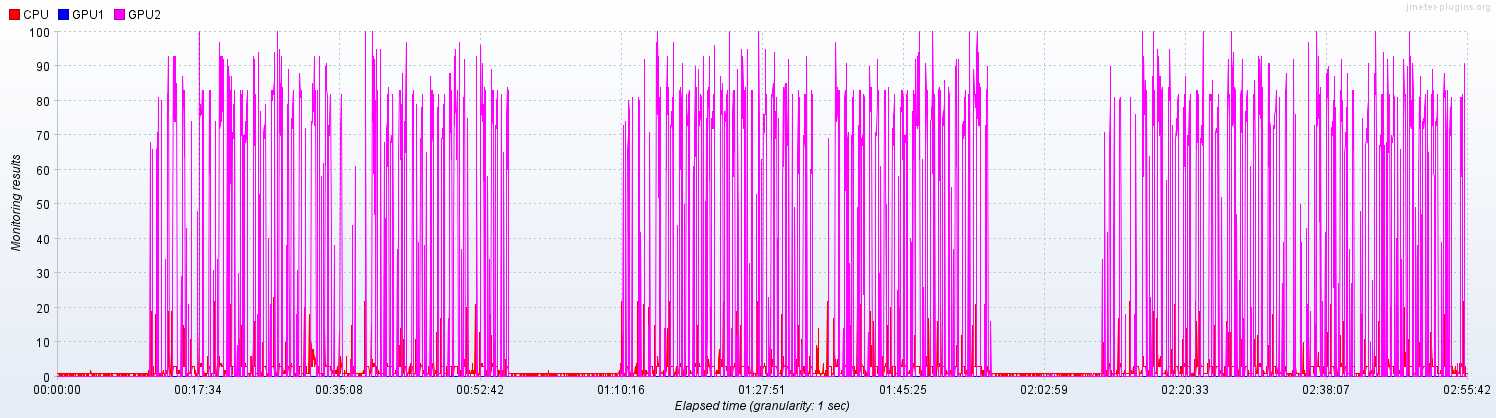 CPU GPU1 GPU2
jmeter-plugins.org
100
90
80
70
60
50
40
30
20
10
0
Monitoring results
00:00:00 00:17:34 00:35:08 00:52:42 01:10:16 01:27:51 01:45:25 02:02:59 02:20:33 02:38:07 02:55:42
Elapsed time (granularity: 1 sec)